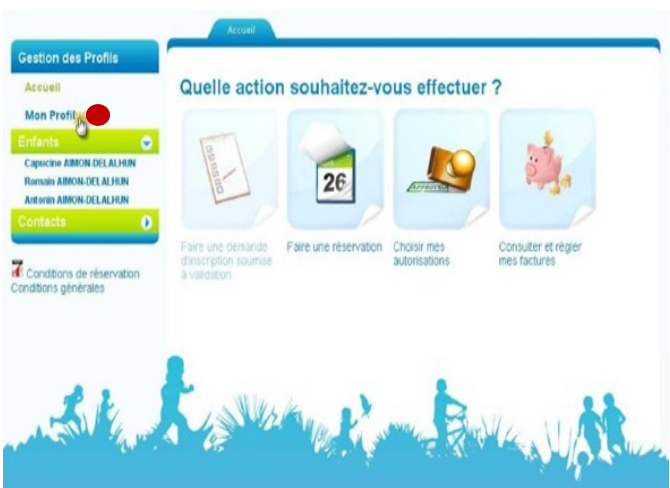 Accueil
Gestion des Profils
Accueil
Mon Profil
Enfants
Capucine AIMON-DELALHUN
Romain AIMON-DELALHUN
Antonin AIMON-DELALHUN
Contacts
Conditions de réservation
Conditions générales
Quelle action souhaitez-vous effectuer ?
26
Faire une demande
d'inscription soumise
à validation
Faire une réservation
Choisir mes
autorisations
Consulter et régler
mes factures